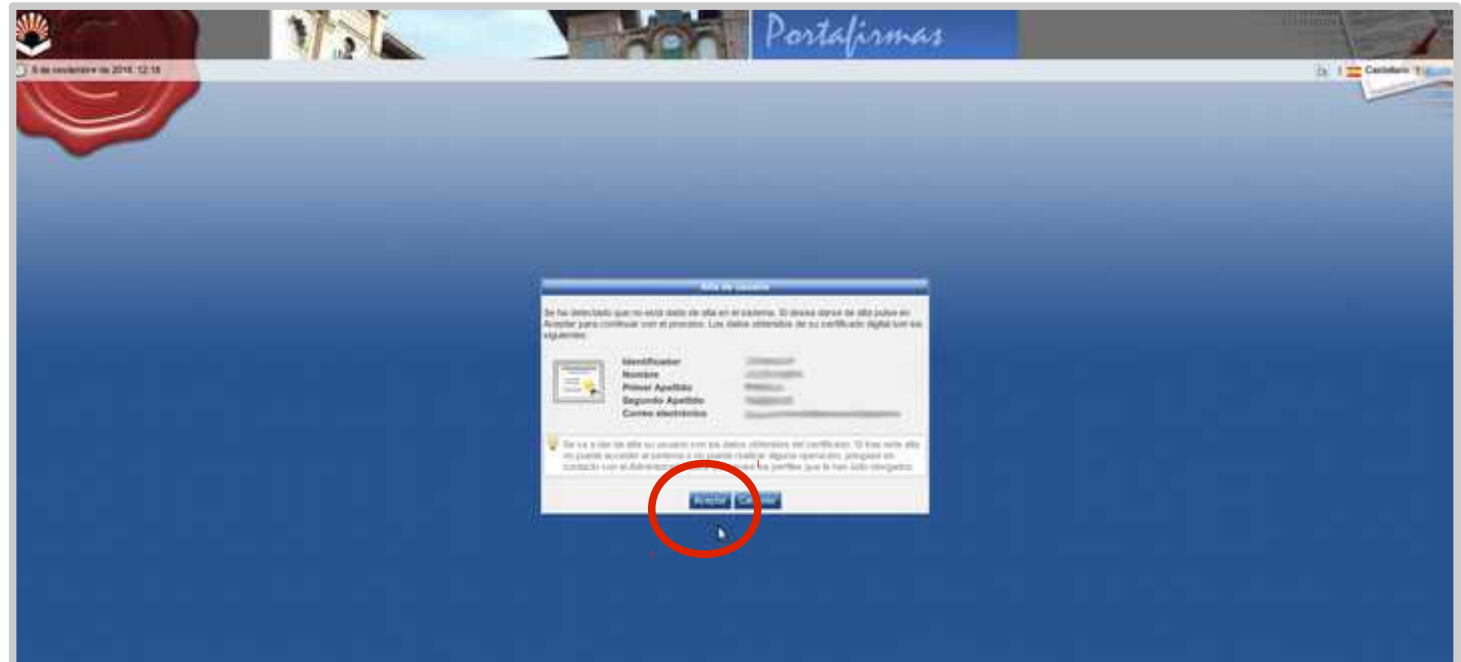 Portafirmas
8 de noviembre de 2016, 12:18
Castellano
Alta de usuario
Se ha detectado que no está dado de alta en el sistema. Si desea darse de alta pulse en
Aceptar para continuar con el proceso. Los datos obtenidos de su certificado digital son los
siguientes:
Identificador
Nombre
Primer Apellido
Segundo Apellido
Correo electrónico
Se va a dar de alta su usuario con los datos obtenidos del certificado. Si tras este alta
no puede acceder al sistema o no puede realizar alguna operación, póngase en
contacto con el Administrador los perfiles que le han sido otorgados.
Aceptar Cancelar